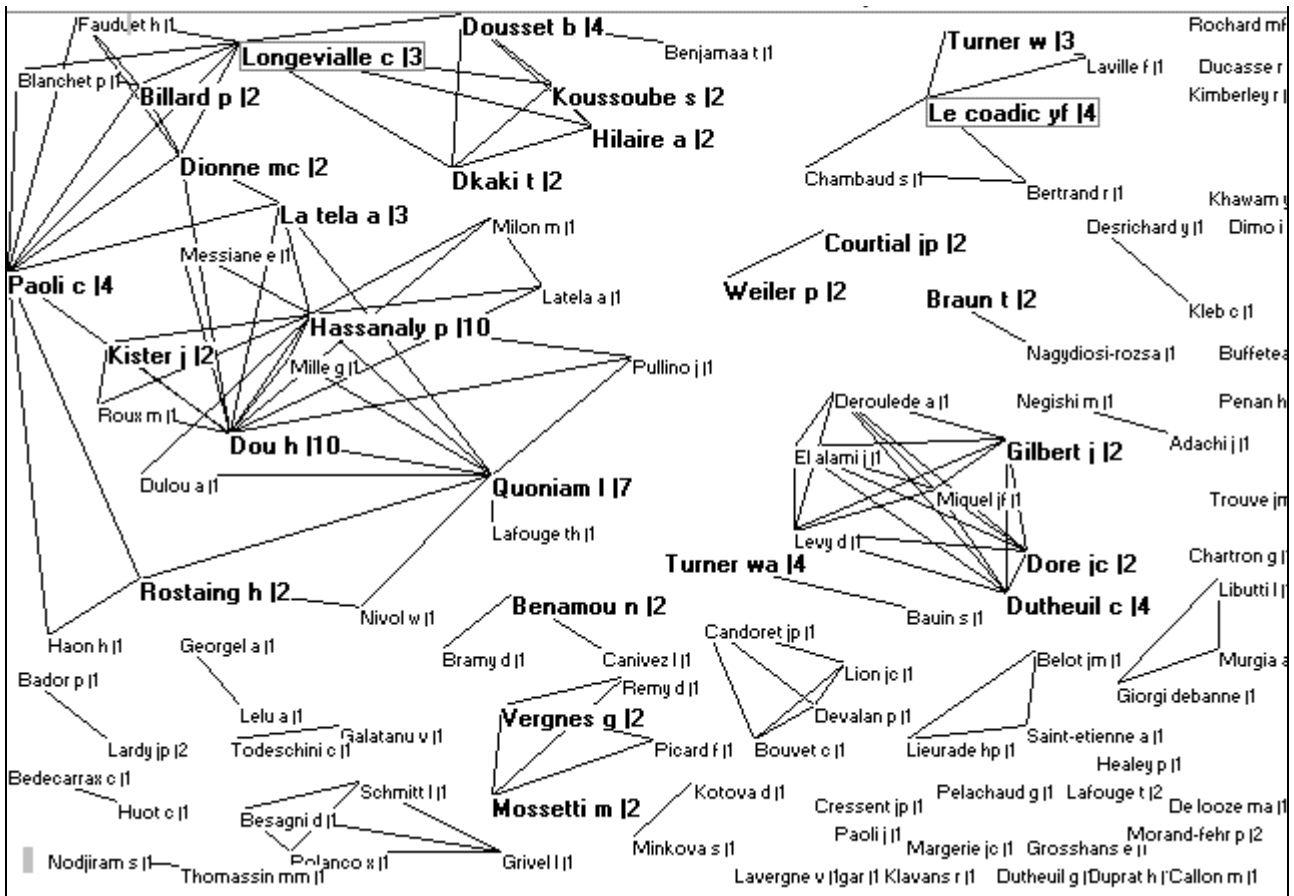 Fauduet h |1
Dousset b |4
Rochard mf
Longevialle c |3
Benjamaa t |1
Turner w |3
Laville f |1
Ducasse r
Blanchet p |1
Billard p |2
Koussoube s |2
Le coadic yf |4
Kimberley r |
Hilaire a |2
Dionne mc |2
Dkaki t |2
Chambaud s |1
Bertrand r |1
Khawam y
La tela a |3
Milon m |1
Desrichard y |1
Dimo i
Messiane e |1
Courtial jp |2
Paoli c |4
Latela a |1
Weiler p |2
Braun t |2
Kleb c |1
Hassanaly p |10
Kister j |2
Mille g |1
Pullino j |1
Nagydiosi-rozsa |1
Buffetea
Roux m |1
Deroulede a |1
Negishi m |1
Penan h
Dou h |10
Gilbert j |2
Adachi j |1
El alami j |1
Dulou a |1
Quoniam l |7
Miquel jf |1
Trouve jm
Lafouge th |1
Levy d |1
Turner wa |4
Dore jc |2
Chartron g |
Libutti l |1
Rostaing h |2
Nivol w |1
Benamou n |2
Bauin s |1
Dutheuil c |4
Haon h |1
Georgel a |1
Candoret jp |1
Bramy d |1
Canivez l |1
Lion jc |1
Belot jm |1
Murgia a
Bador p |1
Remy d |1
Giorgi debanne |1
Lelu a |1
Vergnes g |2
Devalan p |1
Lardy jp |2
Todeschini c |1
Galatanu v |1
Picard f |1
Bouvet c |1
Lieurade hp |1
Saint-etienne a |1
Healey p |1
Bedecarrax c |1
Schmitt l |1
Kotova d |1
Pelachaud g |1
Lafouge t |2
Huot c |1
Besagni d |1
Mossetti m |2
Cressent jp |1
De looze ma |1
Paoli j |1
Margerie jc |1
Grosshans e |1
Morand-fehr p |2
Nodjiram s |1
Thomassin mm |1
Polanco x |1
Grivel l |1
Minkova s |1
Lavergne v |1
gar |1
Klavans r |1
Dutheuil g |1
Duprat h |1
Callon m |1